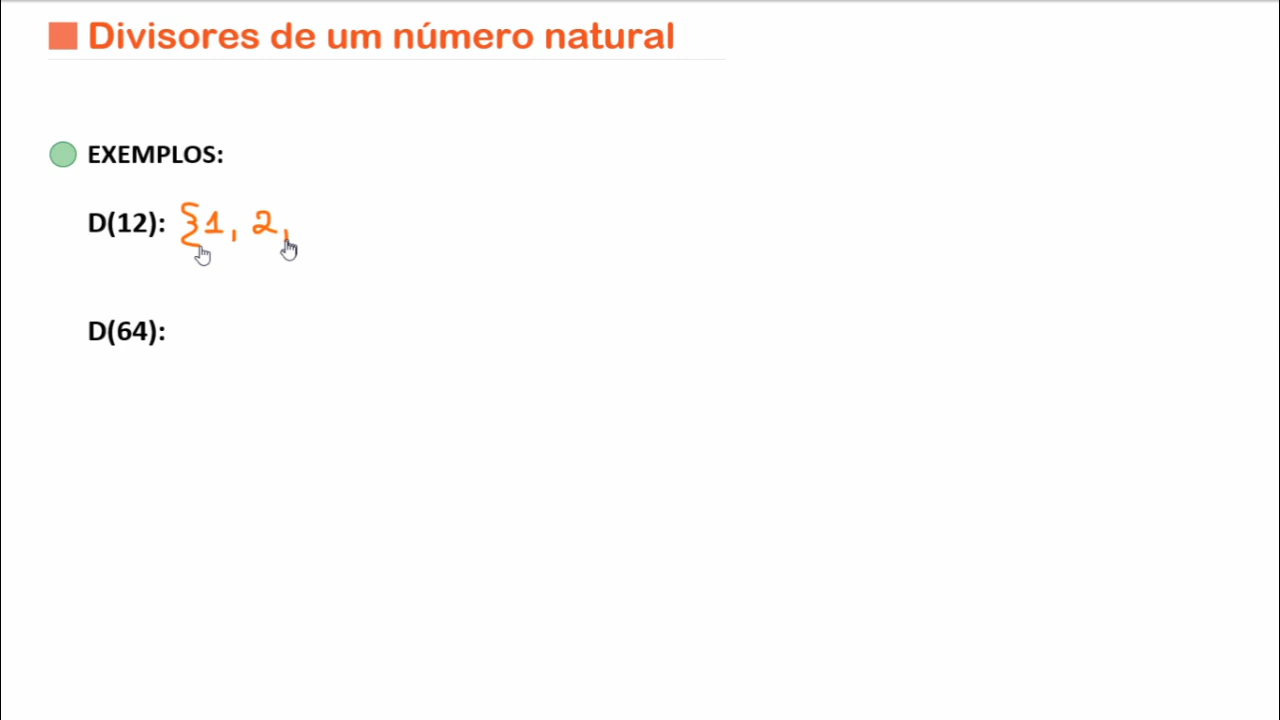 Divisores de um número natural
EXEMPLOS:
D(12): {1, 2,
D(64):